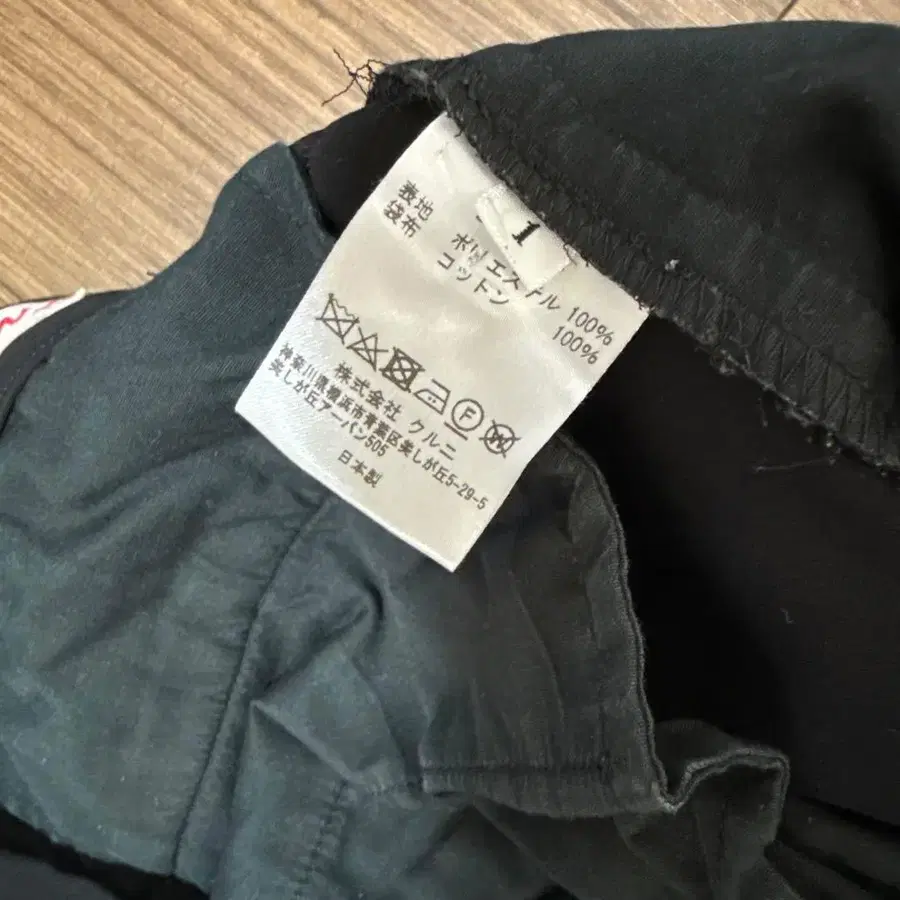 1
表地 ポリエステル 100%
袋布 コットン 100%
F W
株式会社 クルニ
神奈川県横浜市青葉区美しが丘5-29-5
美しが丘アーバン505
日本製